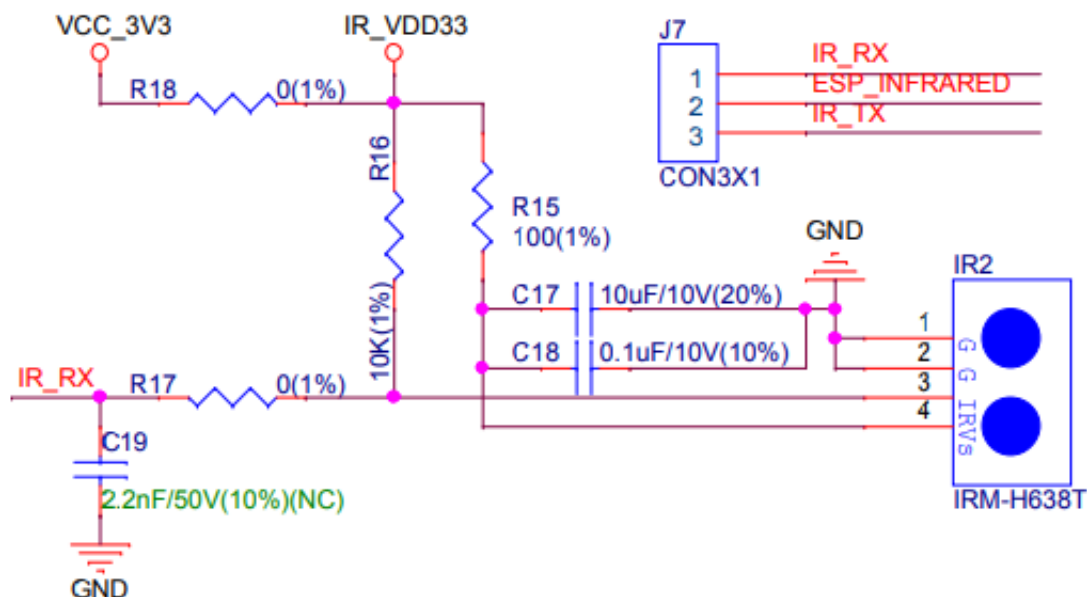 VCC_3V3
IR_VDD33
J7
R18
0(1%)
IR_RX
1
ESP_INFRARED
2
IR_TX
3
CON3X1
R16
R15
100(1%)
10K(1%)
GND
IR2
C17
10uF/10V(20%)
1
G
C18
0.1uF/10V(10%)
2
G
IR_RX
R17
0(1%)
3
IRVs
4
C19
2.2nF/50V(10%)(NC)
IRM-H638T
GND